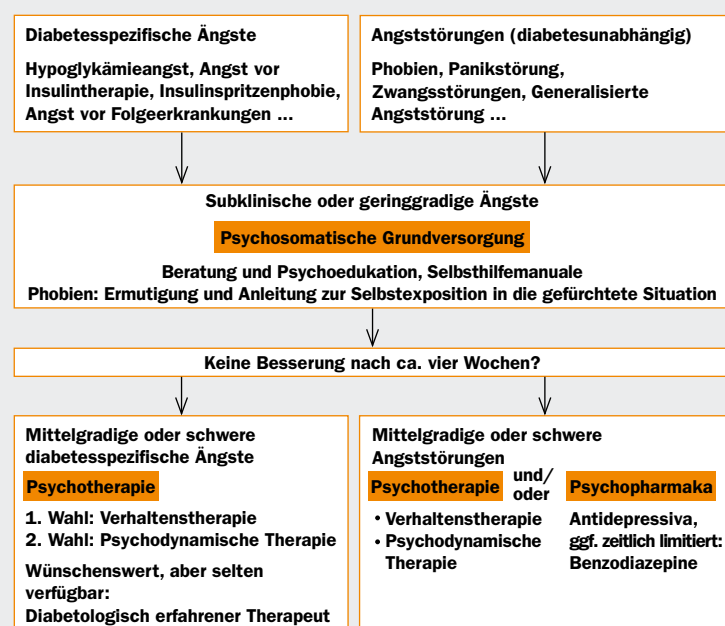 Diabetesspezifische Ängste
Hypoglykämieangst, Angst vor
Insulintherapie, Insulinspritzenphobie,
Angst vor Folgeerkrankungen ...
Angststörungen (diabetesunabhängig)
Phobien, Panikstörung,
Zwangsstörungen, Generalisierte
Angststörung ...
Subklinische oder geringgradige Ängste
Psychosomatische Grundversorgung
Beratung und Psychoedukation, Selbsthilfemanuale
Phobien: Ermutigung und Anleitung zur Selbstexposition in die gefürchtete Situation
Keine Besserung nach ca. vier Wochen?
Mittelgradige oder schwere
diabetesspezifische Ängste
Psychotherapie
1. Wahl: Verhaltenstherapie
2. Wahl: Psychodynamische Therapie
Wünschenswert, aber selten
verfügbar:
Diabetologisch erfahrener Therapeut
Mittelgradige oder schwere
Angststörungen
Psychotherapie
und/
oder
Psychopharmaka
• Verhaltenstherapie
• Psychodynamische
Therapie
Antidepressiva,
ggf. zeitlich limitiert:
Benzodiazepine